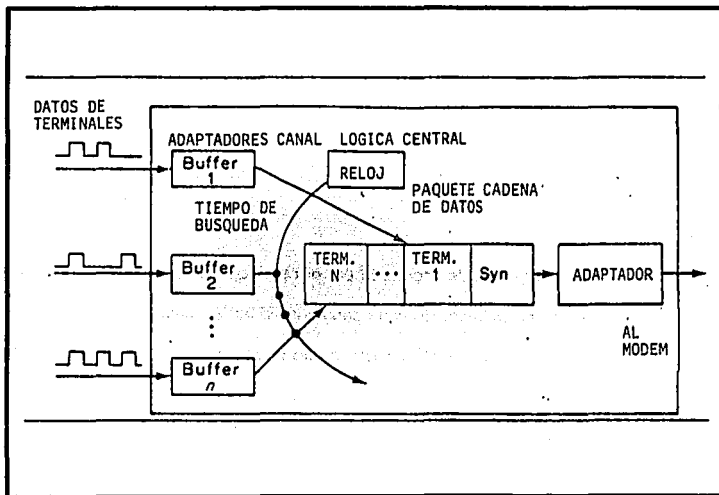 DATOS DE
TERMINALES
ADAPTADORES CANAL
LOGICA CENTRAL
Buffer
1
RELOJ
PAQUETE CADENA
DE DATOS
TIEMPO DE
BUSQUEDA
Buffer
2
TERM.
N
...
TERM.
1
Syn
ADAPTADOR
...
AL
MODEM
Buffer
n